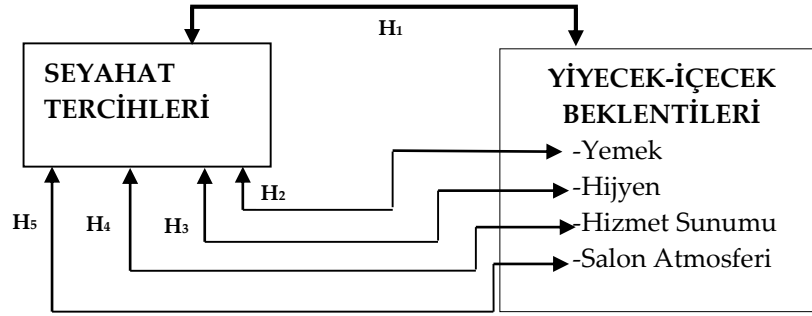 H1
SEYAHAT
TERCİHLERİ
YİYECEK-İÇECEK
BEKLENTİLERİ
-Yemek
-Hijyen
-Hizmet Sunumu
-Salon Atmosferi
H2
H3
H4
H5